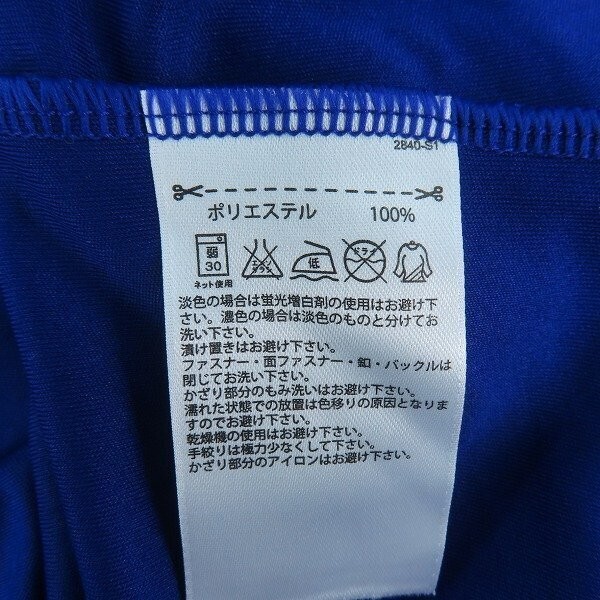 2840-S1
ポリエステル 100%
弱 エンソ サラシ 低 ドライ
30
ネット使用
淡色の場合は蛍光増白剤の使用はお避け下
さい。濃色の場合は淡色のものと分けてお
洗い下さい。
漬け置きはお避け下さい。
ファスナー・面ファスナー・釦・バックルは
閉じてお洗い下さい。
かざり部分のもみ洗いはお避け下さい。
濡れた状態での放置は色移りの原因となりま
すのでお避け下さい。
乾燥機の使用はお避け下さい。
手絞りは極力少なくして下さい。
かざり部分のアイロンはお避け下さい。